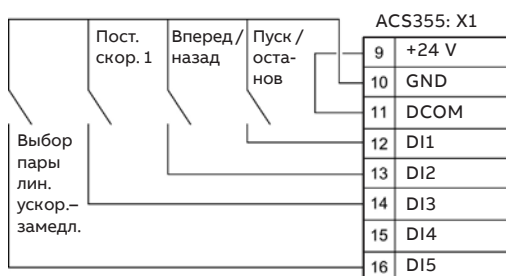 ACS355: X1
Пост.
скор. 1
Вперед /
назад
Пуск /
оста-
нов
Выбор
пары
лин.
ускор.–
замедл.
9 +24 V
10 GND
11 DCOM
12 DI1
13 DI2
14 DI3
15 DI4
16 DI5